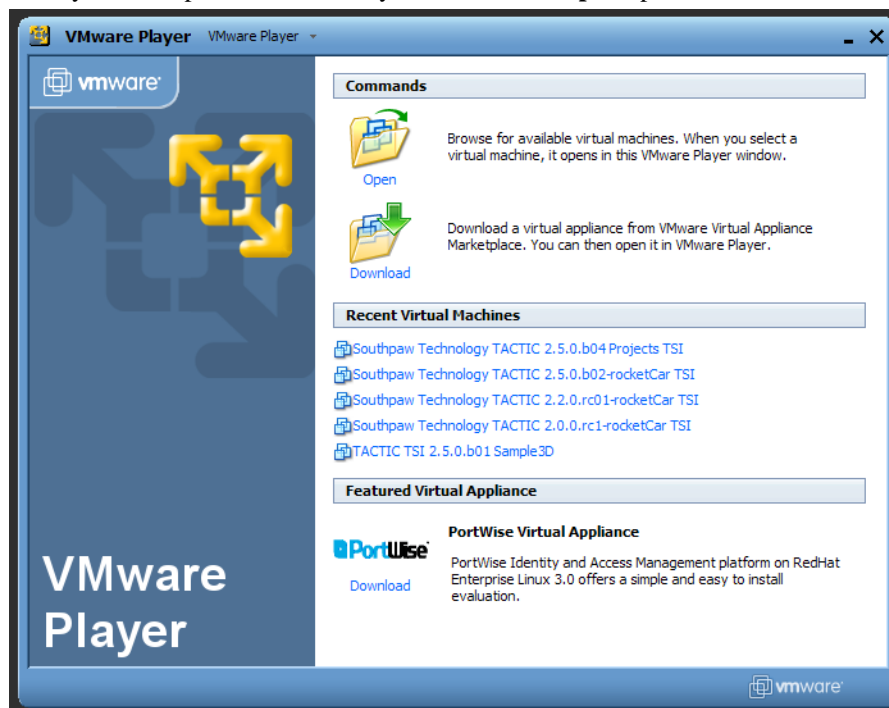 VMware Player VMware Player
vmware
Commands
Browse for available virtual machines. When you select a
virtual machine, it opens in this VMware Player window.
Open
Download a virtual appliance from VMware Virtual Appliance
Marketplace. You can then open it in VMware Player.
Download
Recent Virtual Machines
Southpaw Technology TACTIC 2.5.0.b04 Projects TSI
Southpaw Technology TACTIC 2.5.0.b02-rocketCar TSI
Southpaw Technology TACTIC 2.2.0.rc01-rocketCar TSI
Southpaw Technology TACTIC 2.0.0.rc1-rocketCar TSI
TACTIC TSI 2.5.0.b01 Sample3D
Featured Virtual Appliance
PortWise
Download
PortWise Virtual Appliance
PortWise Identity and Access Management platform on RedHat
Enterprise Linux 3.0 offers a simple and easy to install
evaluation.
VMware
Player
vmware